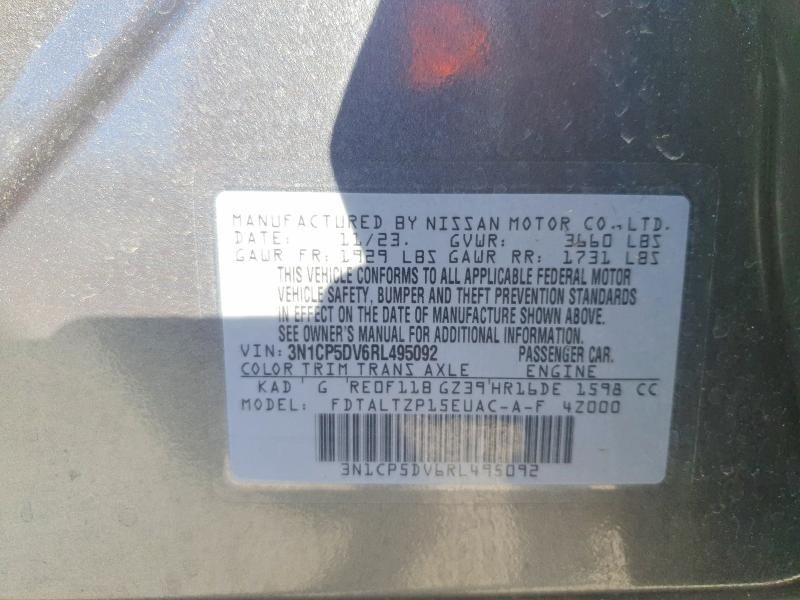 MANUFACTURED BY NISSAN MOTOR CO.,LTD.
DATE: 11/23. GVWR: 3660 LBS
GAWR FR: 1929 LBS GAWR RR: 1731 LBS
THIS VEHICLE CONFORMS TO ALL APPLICABLE FEDERAL MOTOR
VEHICLE SAFETY, BUMPER AND THEFT PREVENTION STANDARDS
IN EFFECT ON THE DATE OF MANUFACTURE SHOWN ABOVE.
SEE OWNER'S MANUAL FOR ADDITIONAL INFORMATION.
VIN: 3N1CP5DV6RL495092 PASSENGER CAR.
COLOR TRIM TRANS AXLE ENGINE
KAD G RE0F11B GZ39 HR16DE 1598 CC
MODEL: FDTALTZP15EUAC-A-F 4Z000
3N1CP5DV6RL495092